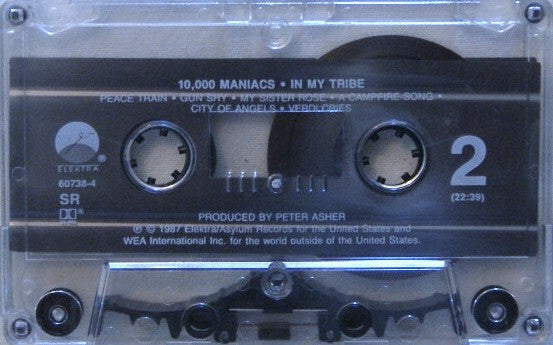 10,000 MANIACS • IN MY TRIBE
PEACE TRAIN • GUN SHY • MY SISTER ROSE • A CAMPFIRE SONG •
CITY OF ANGELS • VERDI CRIES
ELEKTRA ®
60738-4
SR
2
(22:39)
PRODUCED BY PETER ASHER
℗ © 1987 Elektra/Asylum Records for the United States and
WEA International Inc. for the world outside of the United States.